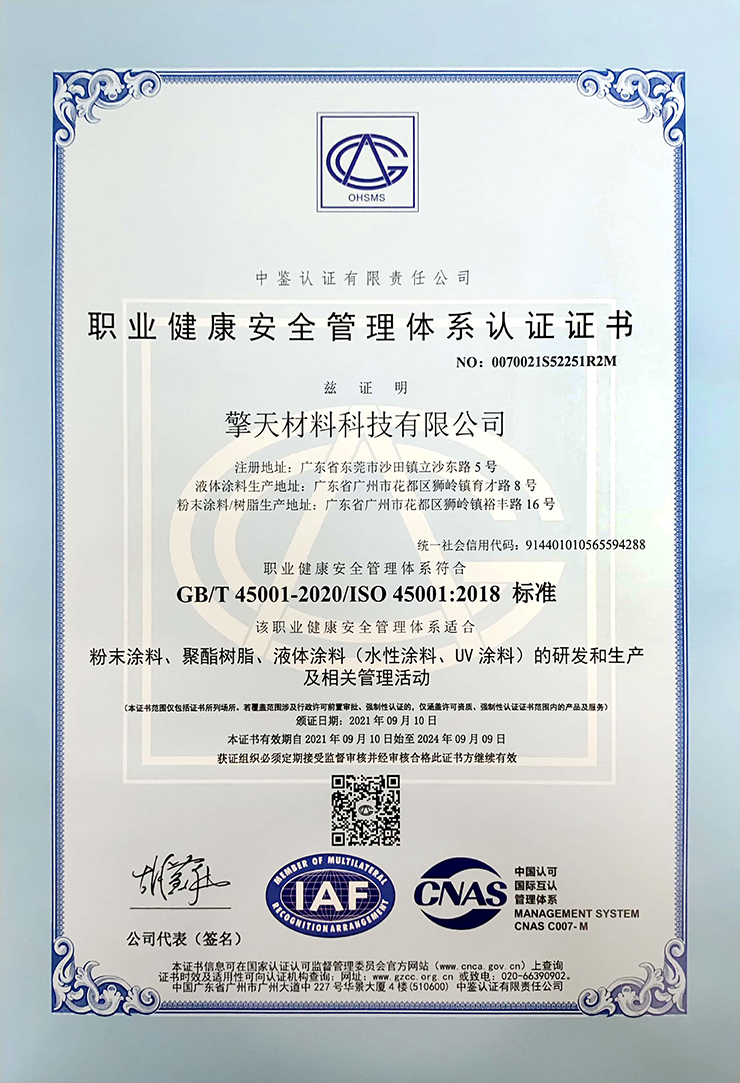 OHSMS
中鉴认证有限责任公司
职业健康安全管理体系认证证书
NO：0070021S52251R2M
兹证明
擎天材料科技有限公司
注册地址：广东省东莞市沙田镇立沙东路5号
液体涂料生产地址：广东省广州市花都区狮岭镇育才路8号
粉末涂料/树脂生产地址：广东省广州市花都区狮岭镇裕丰路16号
统一社会信用代码：914401010565594288
职业健康安全管理体系符合
GB/T 45001-2020/ISO 45001:2018 标准
该职业健康安全管理体系适合
粉末涂料、聚酯树脂、液体涂料（水性涂料、UV涂料）的研发和生产
及相关管理活动
（本证书范围仅包括证书所列场所。若覆盖范围涉及行政许可前置审批、强制性认证的，仅涵盖许可资质、强制性认证证书范围内的产品及服务）
颁证日期：2021年09月10日
本证书有效期自2021年09月10日始至2024年09月09日
获证组织必须定期接受监督审核并经审核合格此证书方继续有效
MEMBER OF MULTILATERAL
IAF
RECOGNITION ARRANGEMENT
CNAS
中国认可
国际互认
管理体系
MANAGEMENT SYSTEM
CNAS C007-M
公司代表（签名）
本证书信息可在国家认证认可监督管理委员会官方网站（www.cnca.gov.cn）上查询
证书时效及适用性可向认证机构查询：网址：www.gzcc.org.cn 或致电：020-66390902。
中国广东省广州市广州大道中227号华景大厦4楼(510600) 中鉴认证有限责任公司